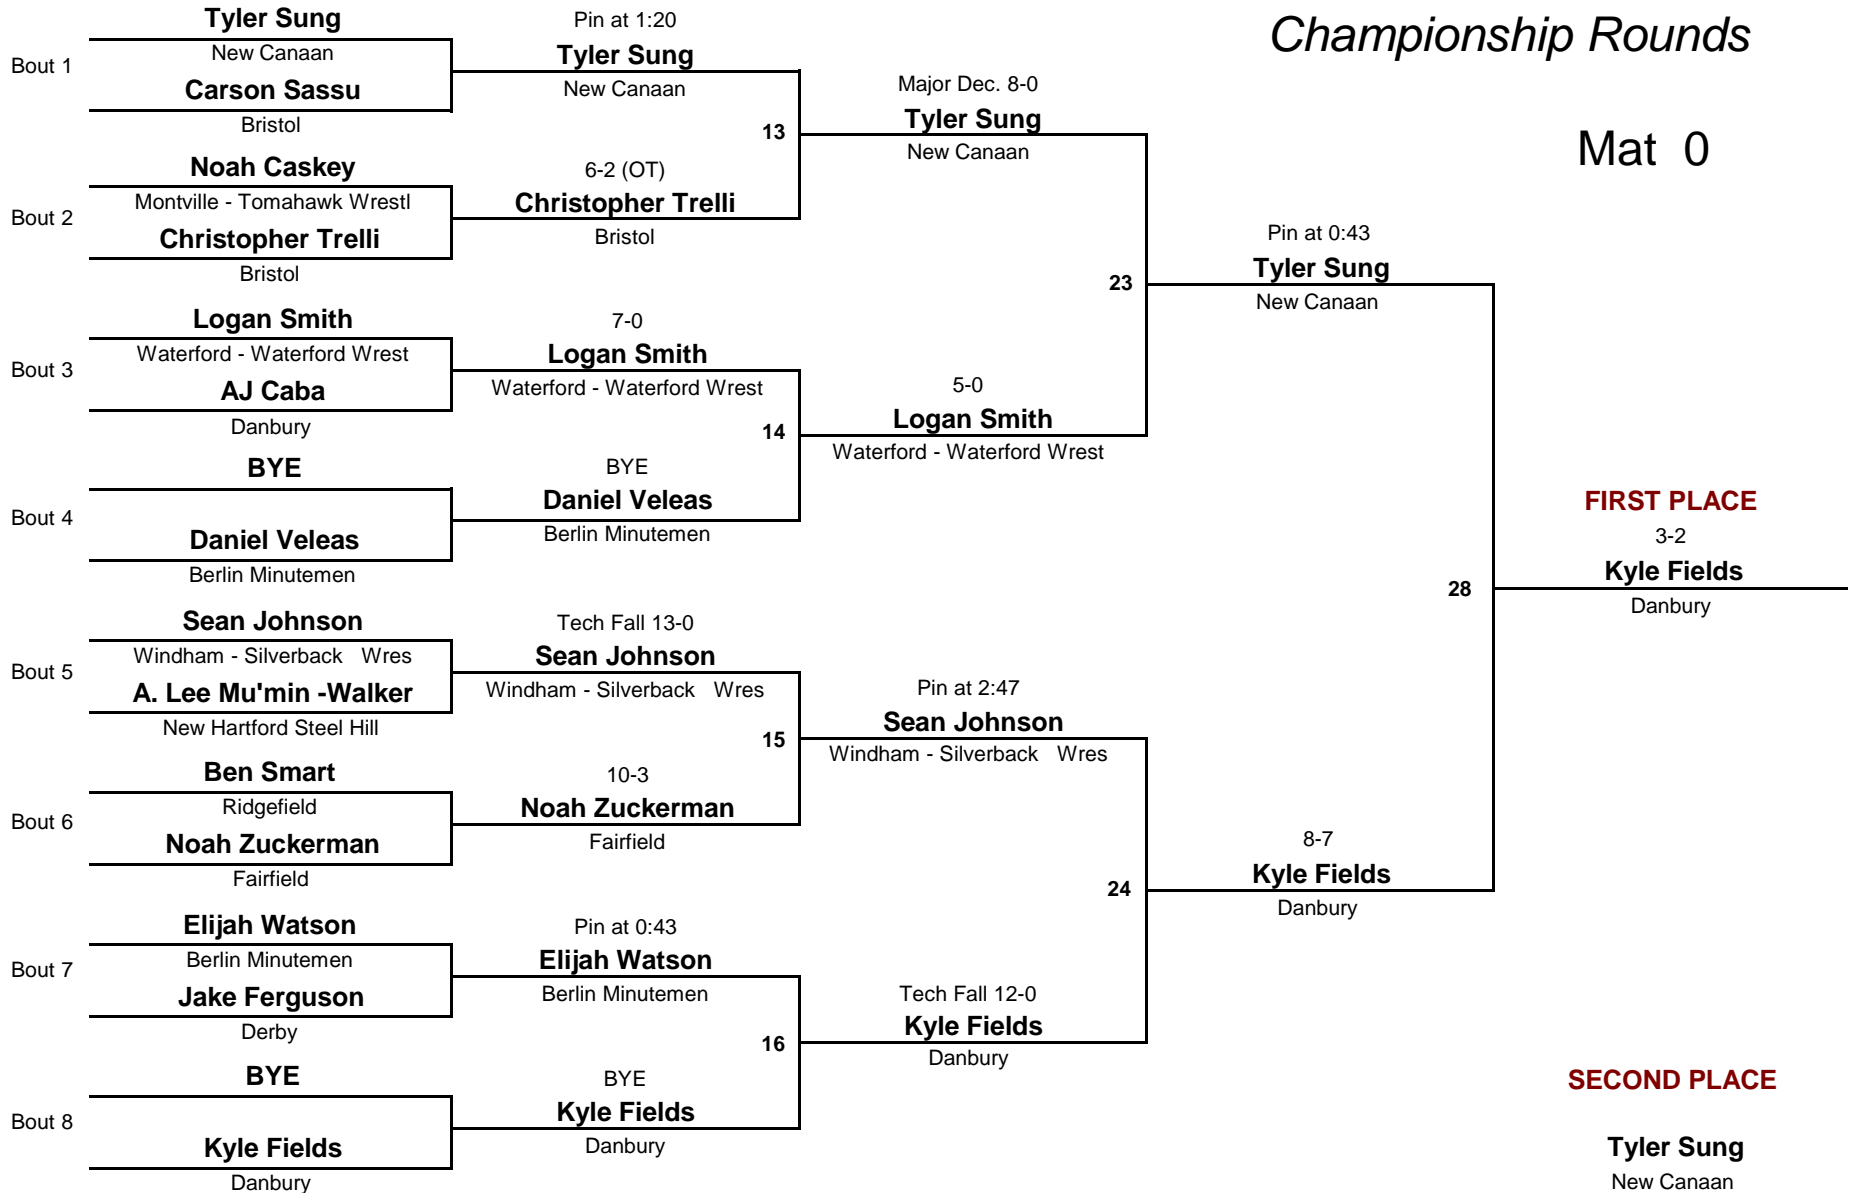 Championship Rounds
Mat 0
Bout 1
Tyler Sung
New Canaan
Carson Sassu
Bristol
Bout 2
Noah Caskey
Montville - Tomahawk Wrestl
Christopher Trelli
Bristol
Bout 3
Logan Smith
Waterford - Waterford Wrest
AJ Caba
Danbury
Bout 4
BYE
Daniel Veleas
Berlin Minutemen
Bout 5
Sean Johnson
Windham - Silverback Wres
A. Lee Mu'min -Walker
New Hartford Steel Hill
Bout 6
Ben Smart
Ridgefield
Noah Zuckerman
Fairfield
Bout 7
Elijah Watson
Berlin Minutemen
Jake Ferguson
Derby
Bout 8
BYE
Kyle Fields
Danbury
Pin at 1:20
Tyler Sung
New Canaan
13
6-2 (OT)
Christopher Trelli
Bristol
7-0
Logan Smith
Waterford - Waterford Wrest
14
BYE
Daniel Veleas
Berlin Minutemen
Tech Fall 13-0
Sean Johnson
Windham - Silverback Wres
15
10-3
Noah Zuckerman
Fairfield
Pin at 0:43
Elijah Watson
Berlin Minutemen
16
BYE
Kyle Fields
Danbury
Major Dec. 8-0
Tyler Sung
New Canaan
23
5-0
Logan Smith
Waterford - Waterford Wrest
Pin at 2:47
Sean Johnson
Windham - Silverback Wres
24
Tech Fall 12-0
Kyle Fields
Danbury
Pin at 0:43
Tyler Sung
New Canaan
28
8-7
Kyle Fields
Danbury
FIRST PLACE
3-2
Kyle Fields
Danbury
SECOND PLACE
Tyler Sung
New Canaan